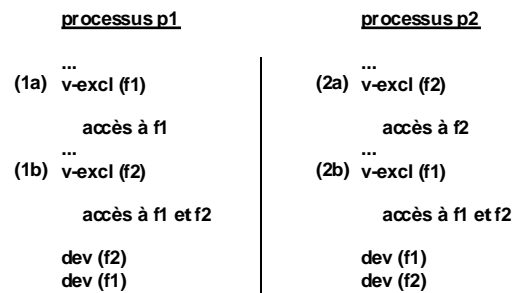 processus p1
...
(1a) v-excl (f1)
accès à f1
...
(1b) v-excl (f2)
accès à f1 et f2
dev (f2)
dev (f1)
processus p2
...
(2a) v-excl (f2)
accès à f2
...
(2b) v-excl (f1)
accès à f1 et f2
dev (f1)
dev (f2)